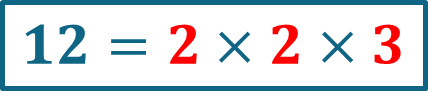 12 = 2 × 2 × 3